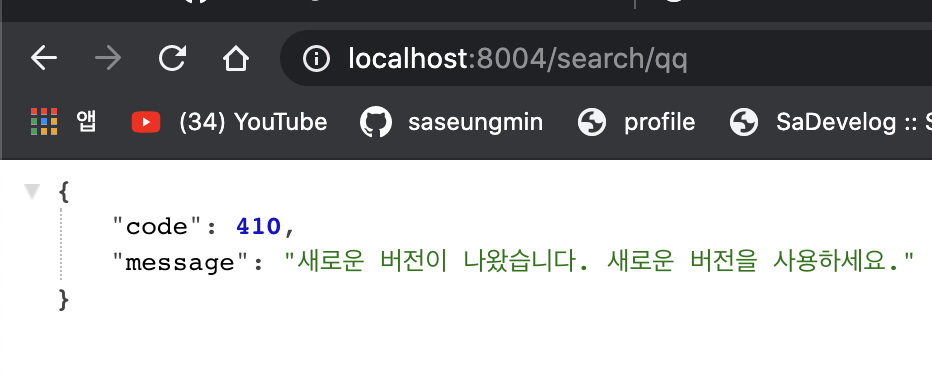 localhost:8004/search/qq
앱 (34) YouTube saseungmin profile SaDevelog :: S
{
"code": 410,
"message": "새로운 버전이 나왔습니다. 새로운 버전을 사용하세요."
}